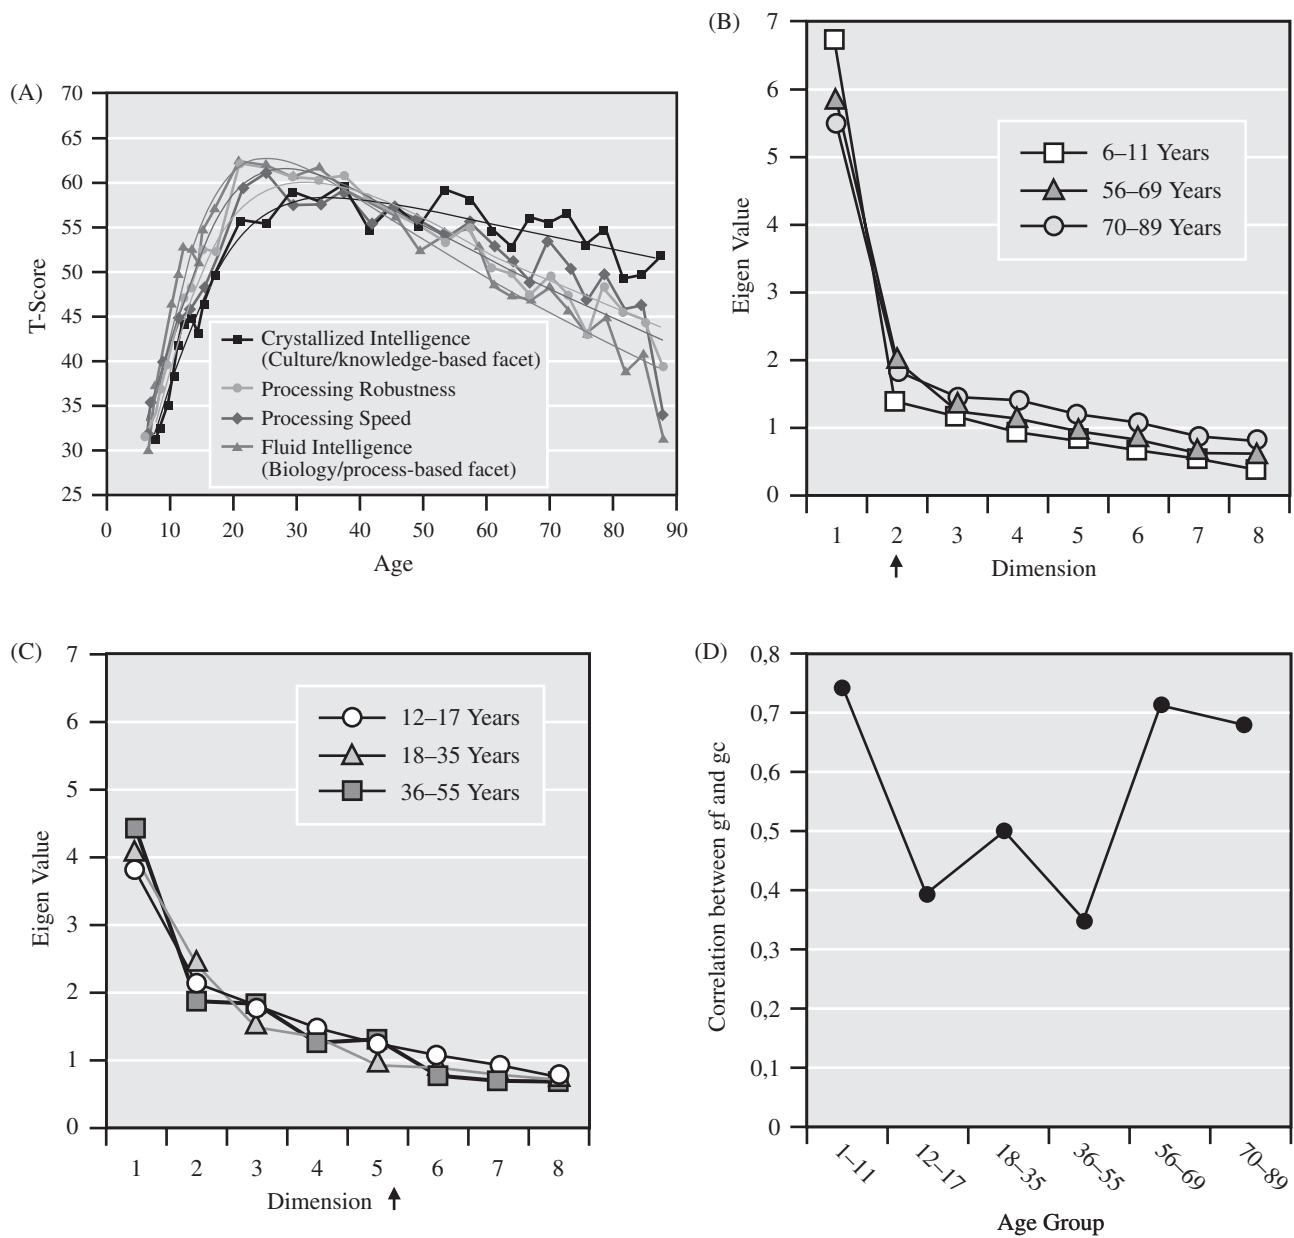 (A)
70
65
60
55
50
45
40
35
30
25
T-Score
Crystallized Intelligence
(Culture/knowledge-based facet)
Processing Robustness
Processing Speed
Fluid Intelligence
(Biology/process-based facet)
0 10 20 30 40 50 60 70 80 90
Age
(B)
7
6
5
4
3
2
1
0
Eigen Value
6–11 Years
56–69 Years
70–89 Years
1 2 3 4 5 6 7 8
Dimension
(C)
7
6
5
4
3
2
1
0
Eigen Value
12–17 Years
18–35 Years
36–55 Years
1 2 3 4 5 6 7 8
Dimension
(D)
0,8
0,7
0,6
0,5
0,4
0,3
0,2
0,1
0
Correlation between gf and gc
1–11 12–17 18–35 36–55 56–69 70–89
Age Group